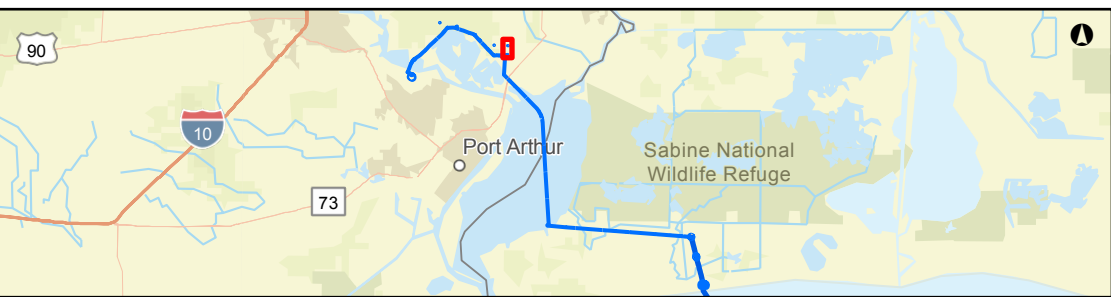 90
10
Port Arthur
Sabine National
Wildlife Refuge
73